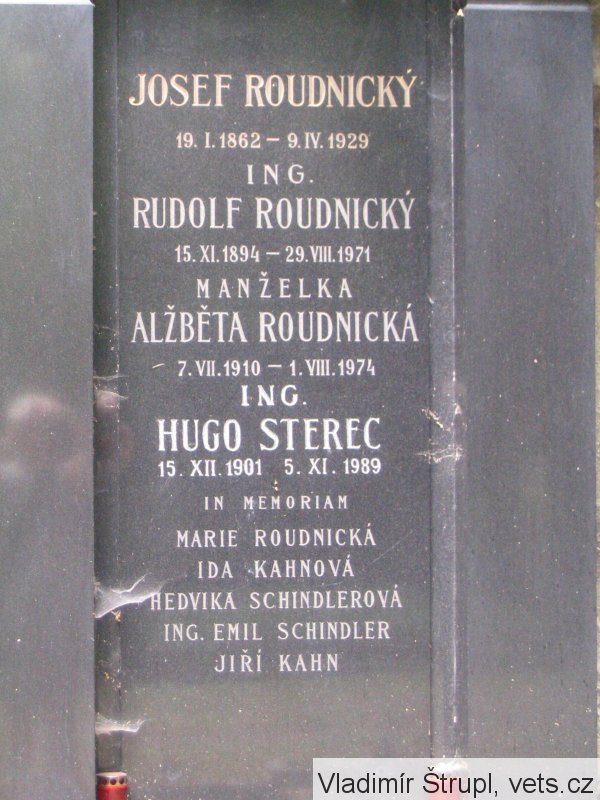 JOSEF ROUDNICKÝ
19. I. 1862 – 9. IV. 1929
ING.
RUDOLF ROUDNICKÝ
15. XI. 1894 – 29. VIII. 1971
MANŽELKA
ALŽBĚTA ROUDNICKÁ
7. VII. 1910 – 1. VIII. 1974
ING.
HUGO STEREC
15. XII. 1901 5. XI. 1989
IN MEMORIAM
MARIE ROUDNICKÁ
IDA KAHNOVÁ
HEDVIKA SCHINDLEROVÁ
ING. EMIL SCHINDLER
JIŘÍ KAHN
Vladimír Štrupl, vets.cz